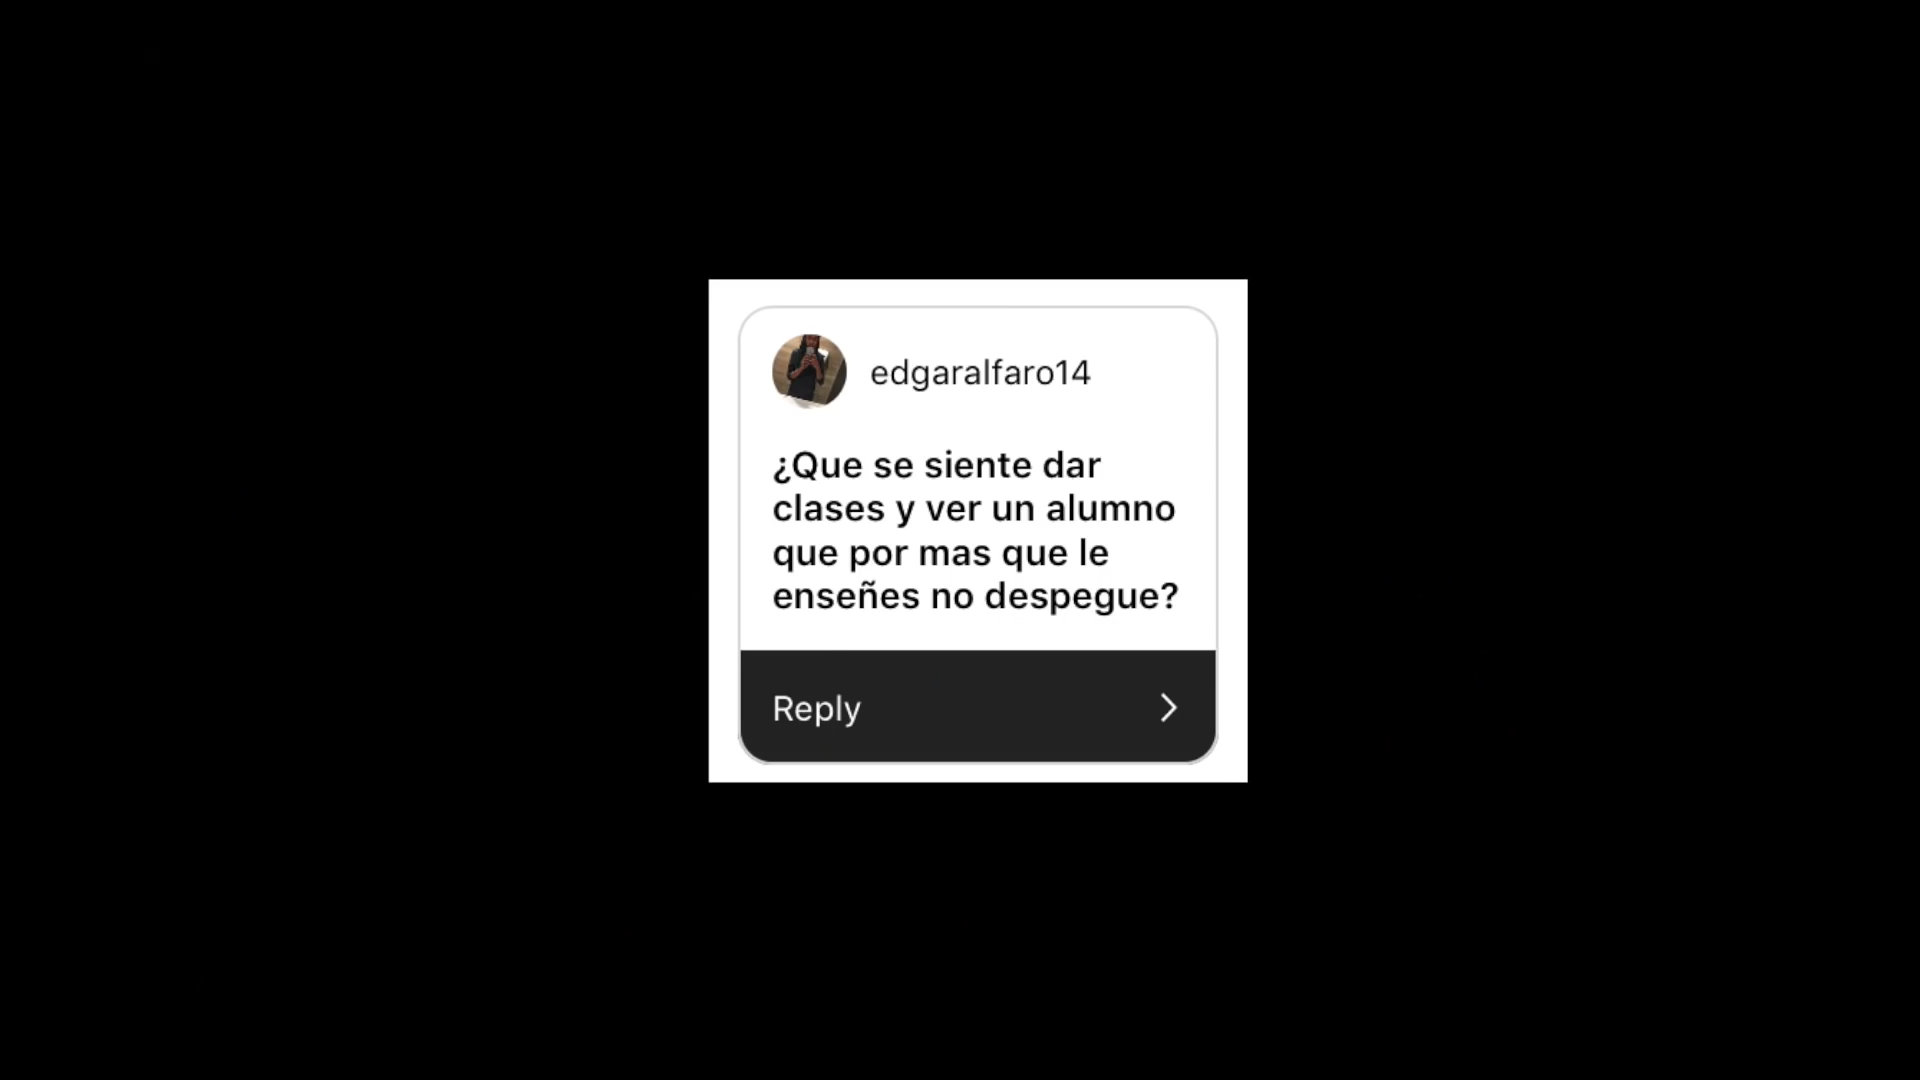 edgaralfaro14
¿Que se siente dar
clases y ver un alumno
que por mas que le
enseñes no despegue?
Reply